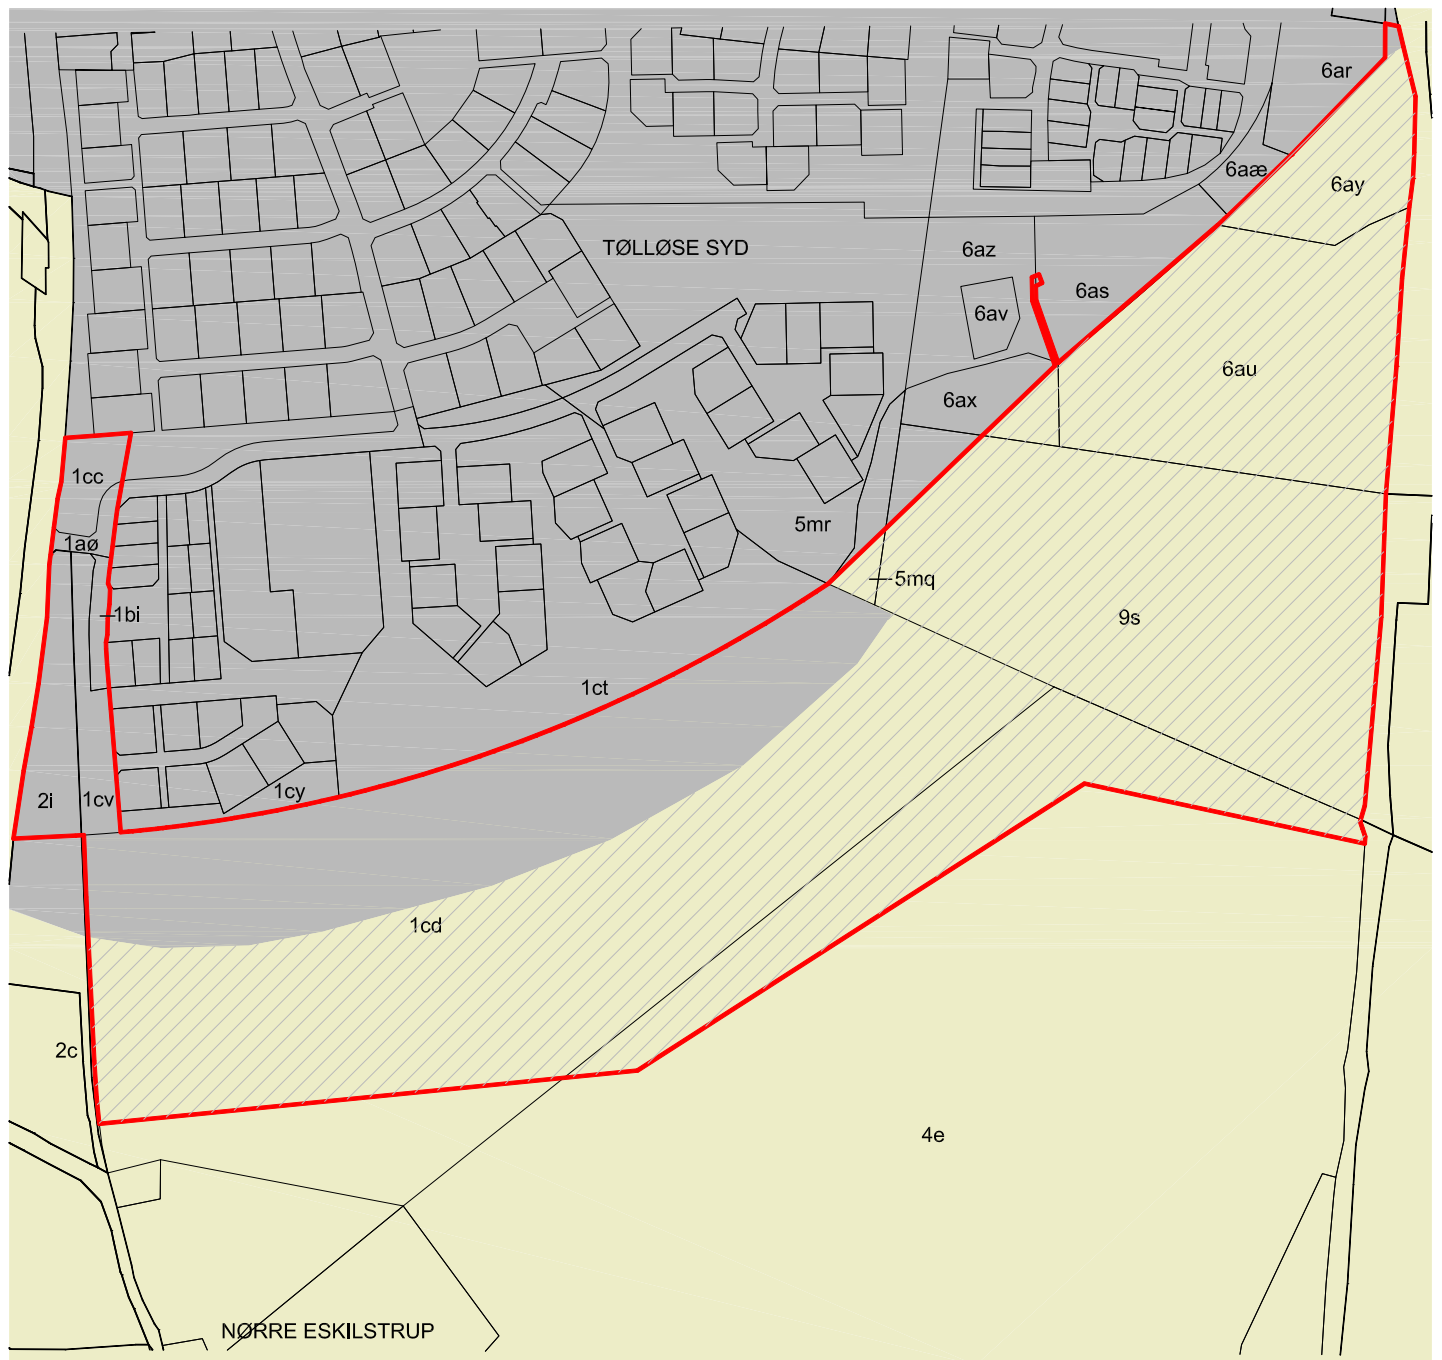 6ar
6aæ
6ay
TØLLØSE SYD
6az
6as
6av
6au
6ax
1cc
5mr
1aø
5mq
1bi
9s
1ct
2i
1cv
1cy
1cd
2c
4e
NØRRE ESKILSTRUP